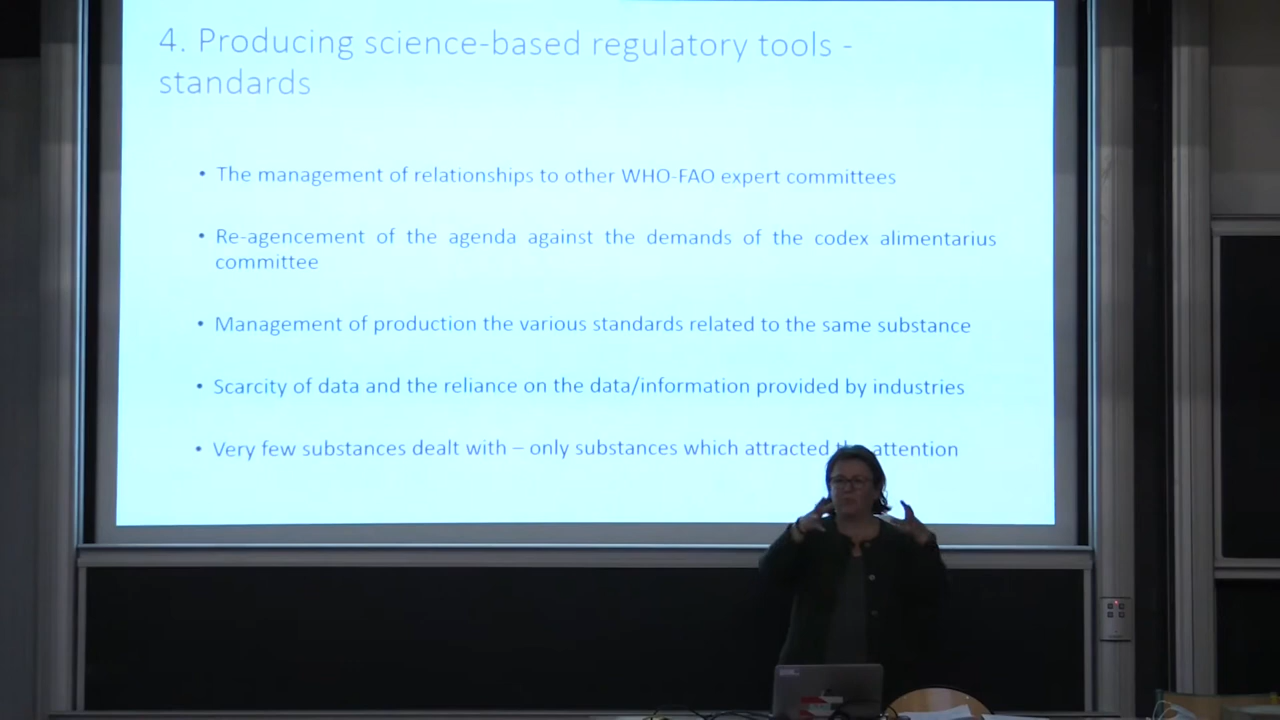 4. Producing science-based regulatory tools -
standards
• The management of relationships to other WHO-FAO expert committees
• Re-agencement of the agenda against the demands of the codex alimentarius
committee
• Management of production the various standards related to the same substance
• Scarcity of data and the reliance on the data/information provided by industries
• Very few substances dealt with – only substances which attracted the attention